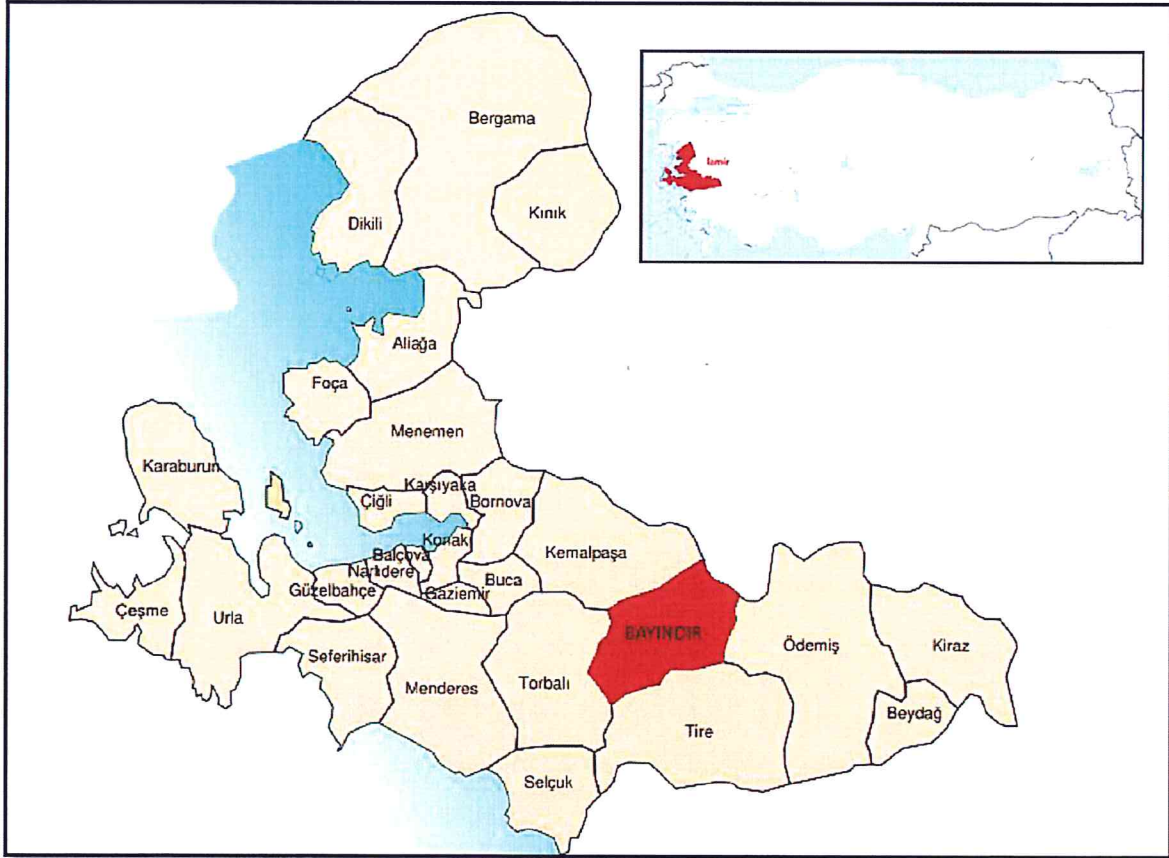 Bergama
İzmir
Kınık
Dikili
Aliağa
Foça
Menemen
Karaburun
Karşıyaka
Çiğli
Bornova
Konak
Kemalpaşa
Balçova
Narlıdere
Buca
Güzelbahçe
Gaziemir
Çeşme
Urla
BAYINDIR
Ödemiş
Kiraz
Seferihisar
Menderes
Torbalı
Beydağ
Tire
Selçuk